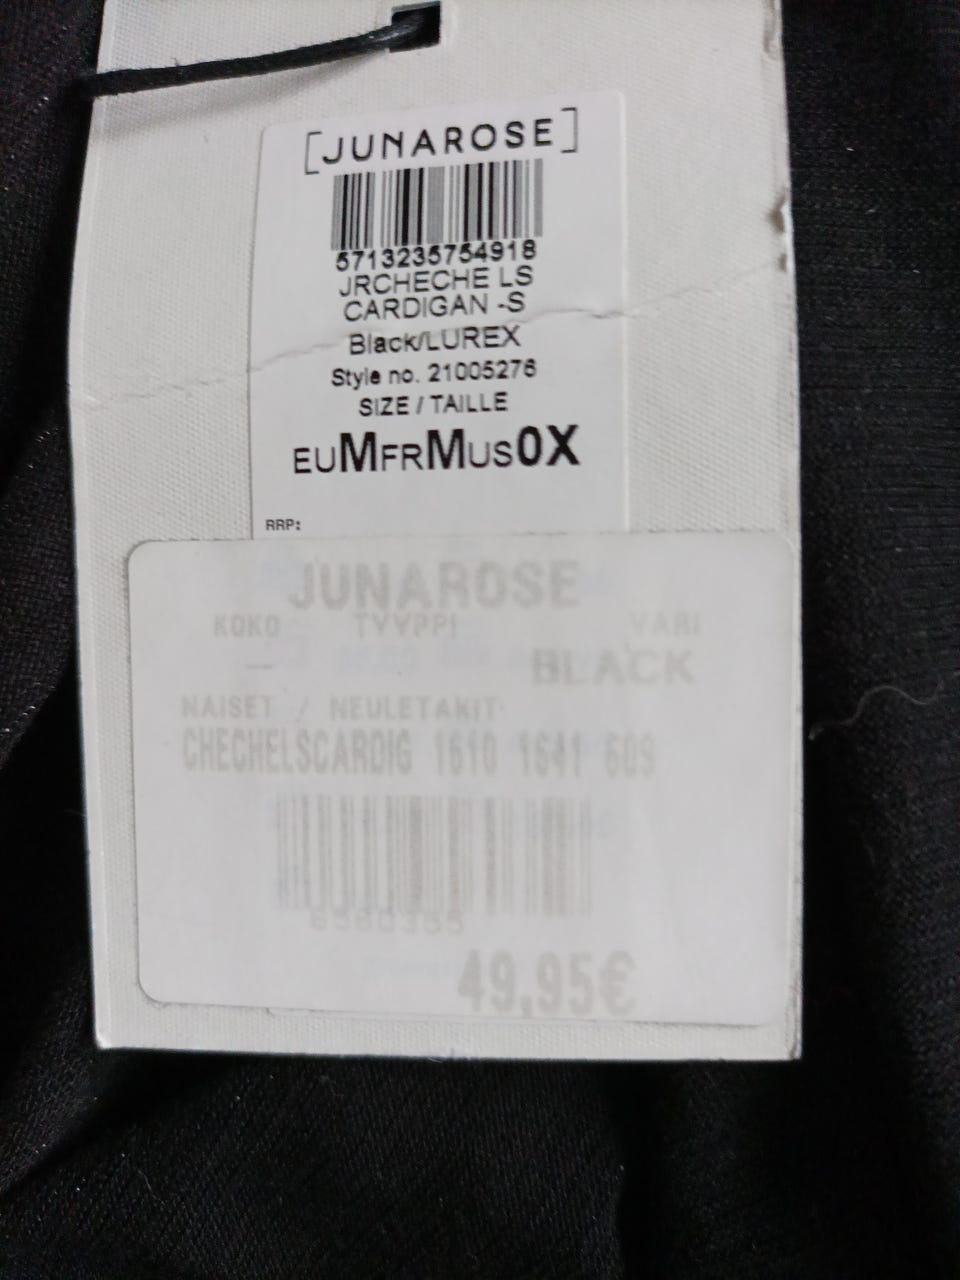 [JUNAROSE]
5713235754918
JRCHECHE LS
CARDIGAN -S
Black/LUREX
Style no. 21005276
SIZE / TAILLE
EUMFRMUS0X
RRP:
JUNAROSE
KOKO TYYPPI VARI
BLACK
NAISET / NEULETAKIT
CHECHELSCARDIG 1610 1641 609
49,95€